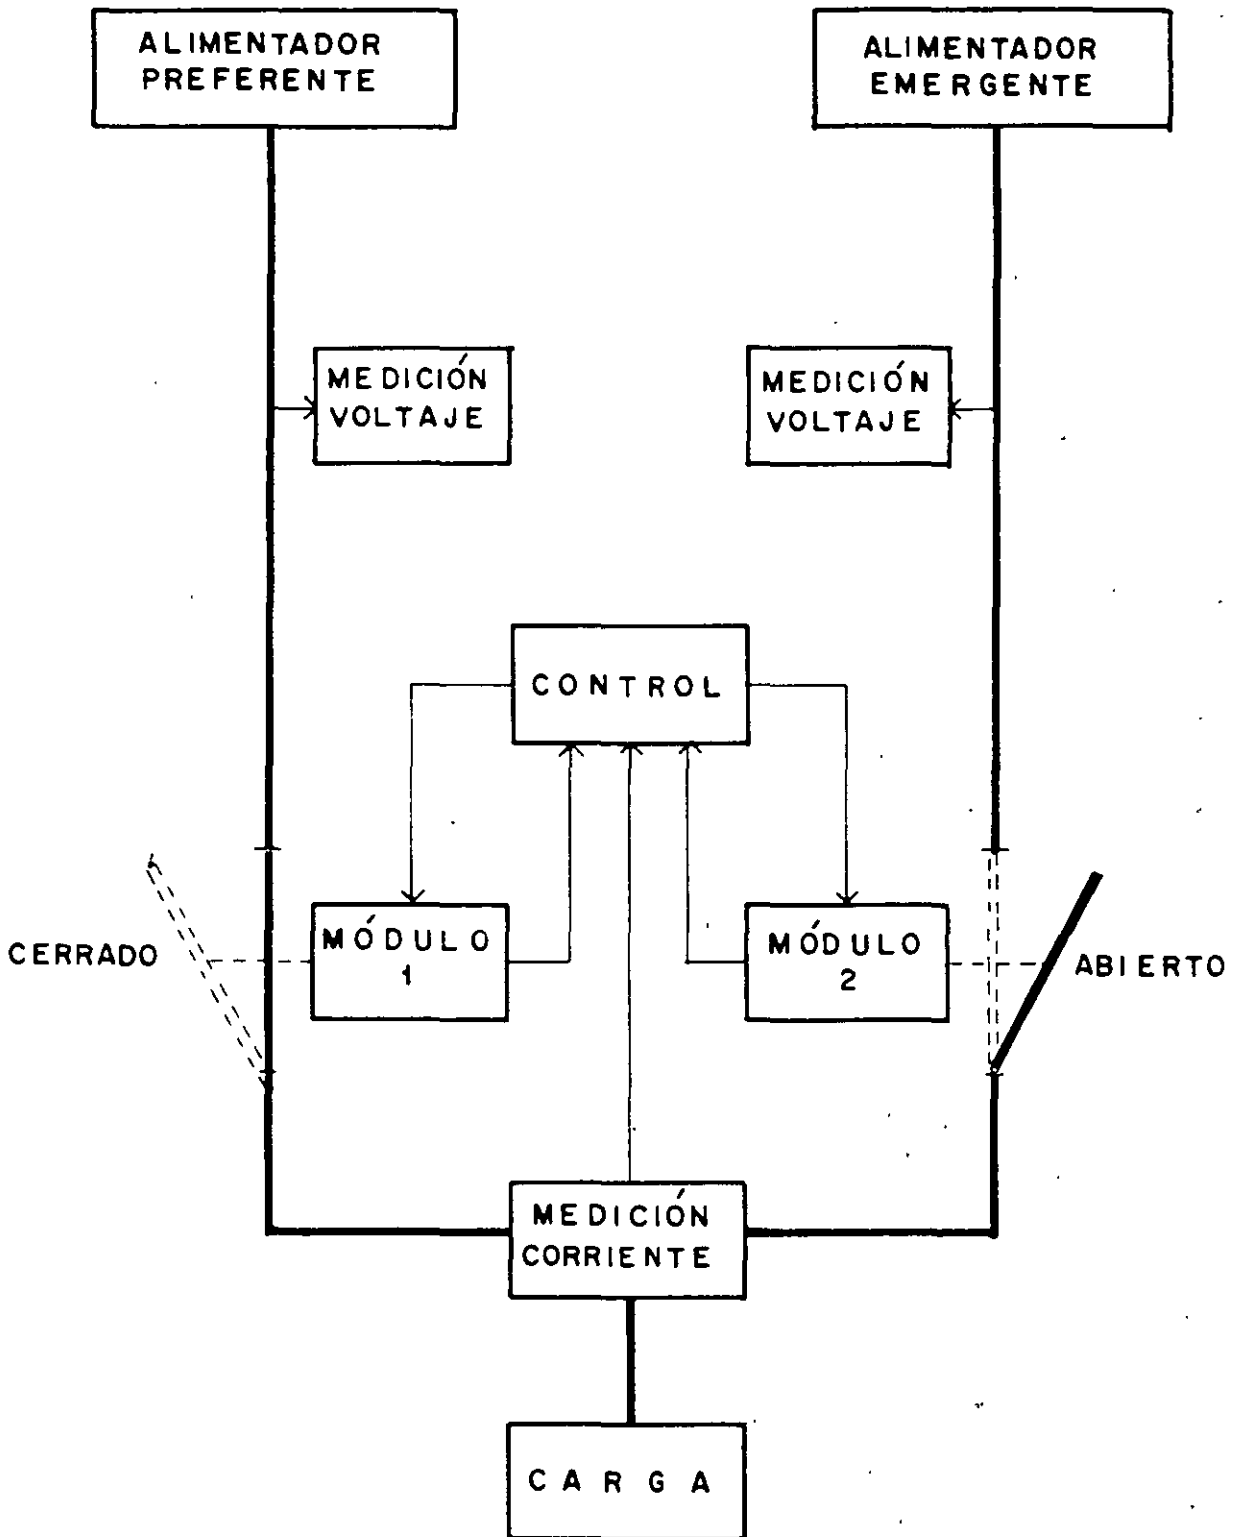 ALIMENTADOR
PREFERENTE
ALIMENTADOR
EMERGENTE
MEDICIÓN
VOLTAJE
MEDICIÓN
VOLTAJE
CONTROL
CERRADO
MÓDULO
1
MÓDULO
2
ABIERTO
MEDICIÓN
CORRIENTE
CARGA